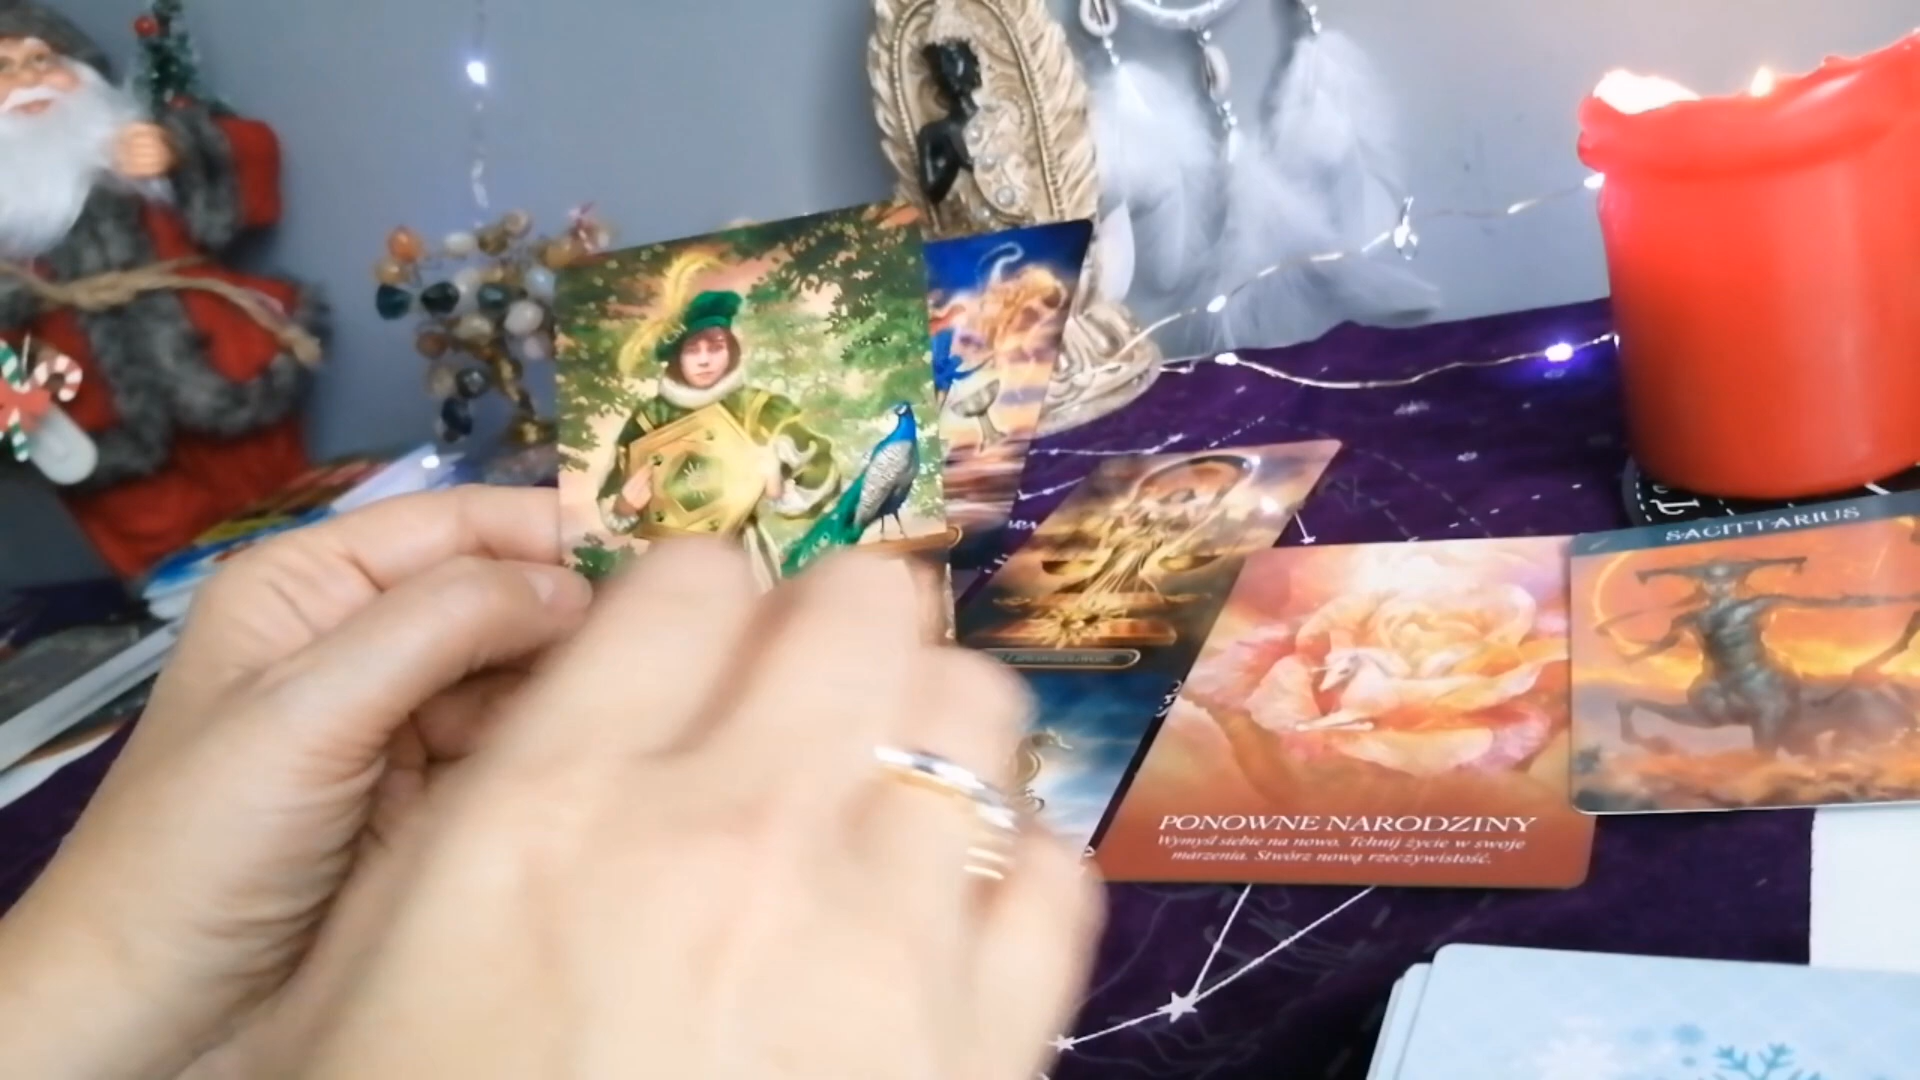 SAGITTARIUS
PONOWNE NARODZINY
Wymyśl siebie na nowo. Tchnij życie w swoje
marzenia. Stwórz nową rzeczywistość.